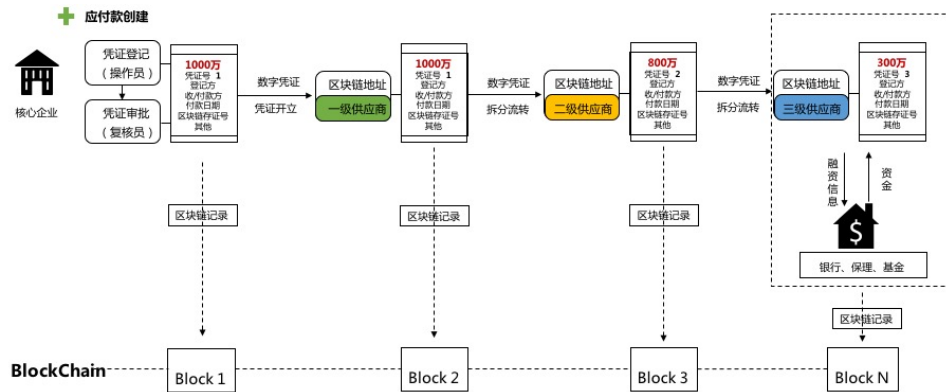 应付款创建
核心企业
凭证登记
（操作员）
凭证审批
（复核员）
1000万
凭证号 1
登记方
收/付款方
付款日期
区块链存证号
其他
数字凭证
凭证开立
区块链地址
一级供应商
1000万
凭证号 1
登记方
收/付款方
付款日期
区块链存证号
其他
数字凭证
拆分流转
区块链地址
二级供应商
800万
凭证号 2
登记方
收/付款方
付款日期
区块链存证号
其他
数字凭证
拆分流转
区块链地址
三级供应商
300万
凭证号 3
登记方
收/付款方
付款日期
区块链存证号
其他
融资信息
资金
$
银行、保理、基金
区块链记录
区块链记录
区块链记录
区块链记录
BlockChain
Block 1
Block 2
Block 3
Block N